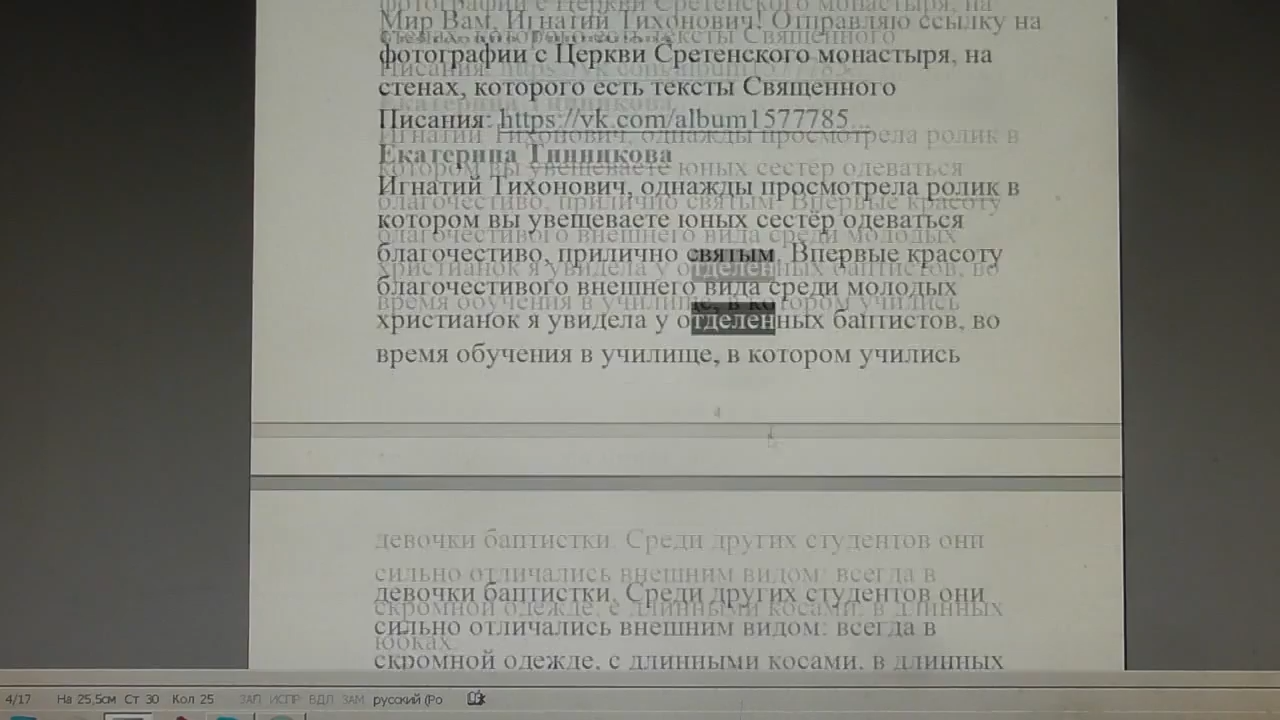 Мир Вам, Игнатий Тихонович! Отправляю ссылку на
фотографии с Церкви Сретенского монастыря, на
стенах, которого есть тексты Священного
Писания: https://vk.com/album1577785...
Екатерина Тинникова
Игнатий Тихонович, однажды просмотрела ролик в
котором вы увещеваете юных сестёр одеваться
благочестиво, прилично святым. Впервые красоту
благочестивого внешнего вида среди молодых
христианок я увидела у отделенных баптистов, во
время обучения в училище, в котором учились
4
девочки баптистки. Среди других студентов они
сильно отличались внешним видом: всегда в
скромной одежде, с длинными косами, в длинных
юбках.
4/17 На 25,5см Ст 30 Кол 25 ЗАП ИСПР ВДЛ ЗАМ русский (Ро